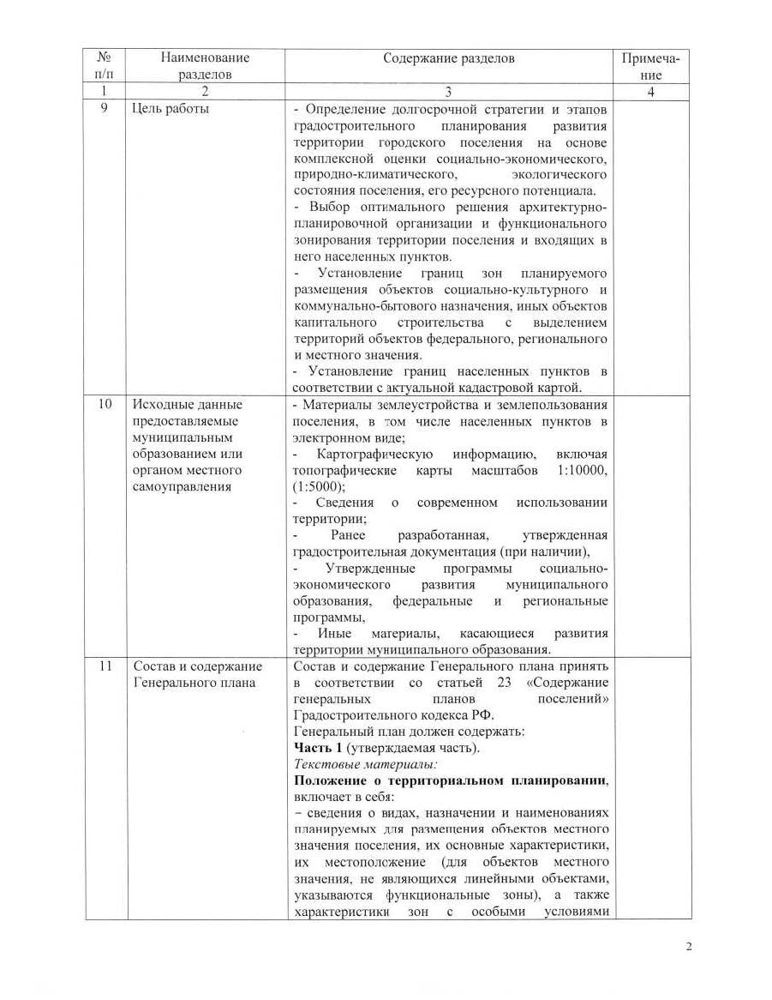 № Наименование Содержание разделов Примеча-
п/п разделов ние
1 2 3 4
9 Цель работы - Определение долгосрочной стратегии и этапов
градостроительного планирования развития
территории городского поселения на основе
комплексной оценки социально-экономического,
природно-климатического, экологического
состояния поселения, его ресурсного потенциала.
- Выбор оптимального решения архитектурно-
планировочной организации и функционального
зонирования территории поселения и входящих в
него населенных пунктов.
- Установление границ зон планируемого
размещения объектов социально-культурного и
коммунально-бытового назначения, иных объектов
капитального строительства с выделением
территорий объектов федерального, регионального
и местного значения.
- Установление границ населенных пунктов в
соответствии с актуальной кадастровой картой.
10 Исходные данные - Материалы землеустройства и землепользования
предоставляемые поселения, в том числе населенных пунктов в
муниципальным электронном виде;
образованием или - Картографическую информацию, включая
органом местного топографические карты масштабов 1:10000,
самоуправления (1:5000);
- Сведения о современном использовании
территории;
- Ранее разработанная, утвержденная
градостроительная документация (при наличии),
- Утвержденные программы социально-
экономического развития муниципального
образования, федеральные и региональные
программы,
- Иные материалы, касающиеся развития
территории муниципального образования.
11 Состав и содержание Состав и содержание Генерального плана принять
Генерального плана в соответствии со статьей 23 «Содержание
генеральных планов поселений»
Градостроительного кодекса РФ.
Генеральный план должен содержать:
Часть 1 (утверждаемая часть).
Текстовые материалы:
Положение о территориальном планировании,
включает в себя:
– сведения о видах, назначении и наименованиях
планируемых для размещения объектов местного
значения поселения, их основные характеристики,
их местоположение (для объектов местного
значения, не являющихся линейными объектами,
указываются функциональные зоны), а также
характеристики зон с особыми условиями
2